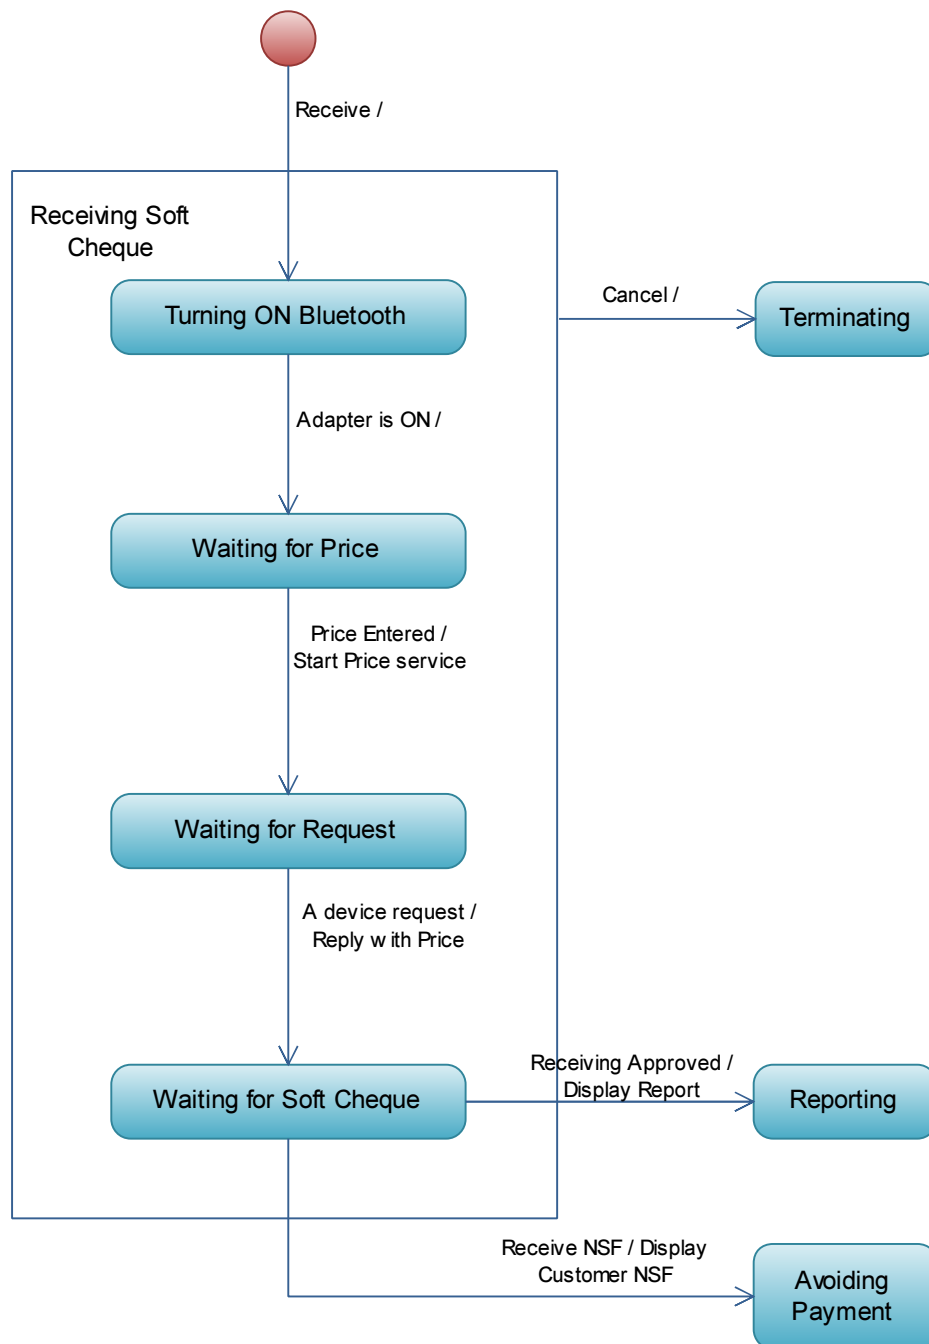 Receive /
Receiving Soft
Cheque
Turning ON Bluetooth
Cancel /
Terminating
Adapter is ON /
Waiting for Price
Price Entered /
Start Price service
Waiting for Request
A device request /
Reply with Price
Waiting for Soft Cheque
Receiving Approved /
Display Report
Reporting
Receive NSF / Display
Customer NSF
Avoiding
Payment